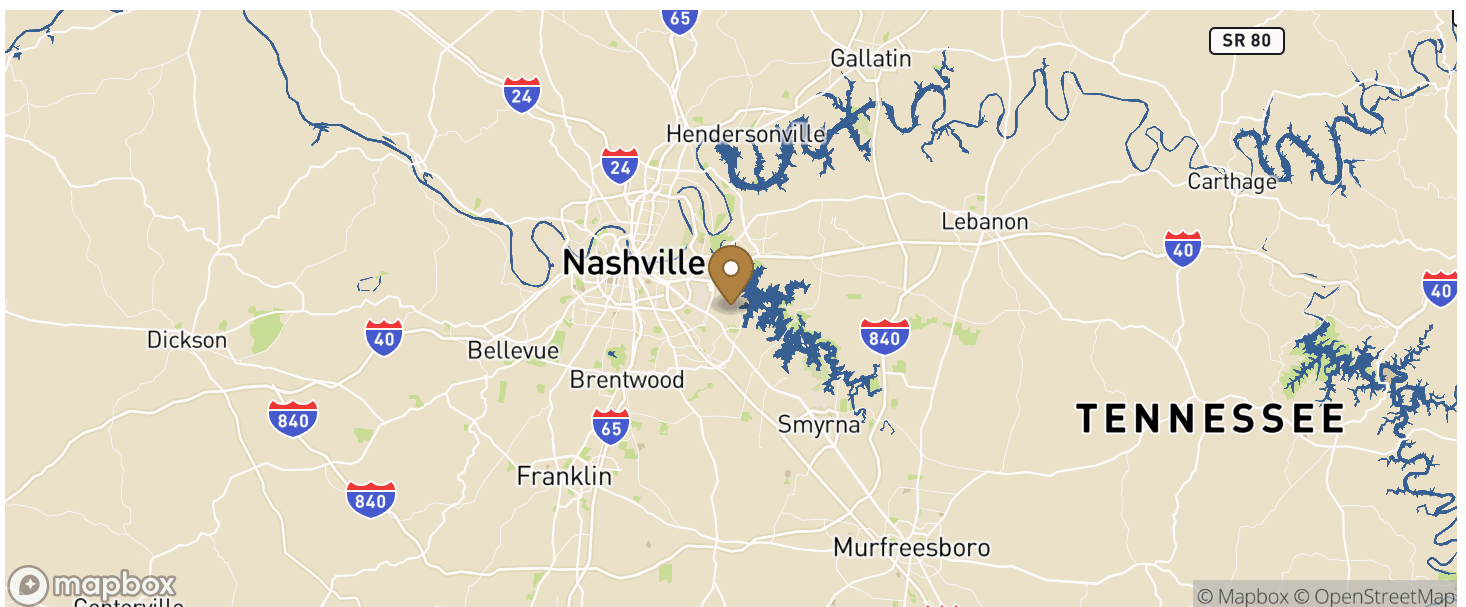 65
SR 80
Gallatin
24
Hendersonville
24
Carthage
Lebanon
40
Nashville
40
Dickson
40
840
Bellevue
Brentwood
TENNESSEE
840
65
Smyrna
Franklin
840
Murfreesboro
mapbox
© Mapbox © OpenStreetMap
Centerville